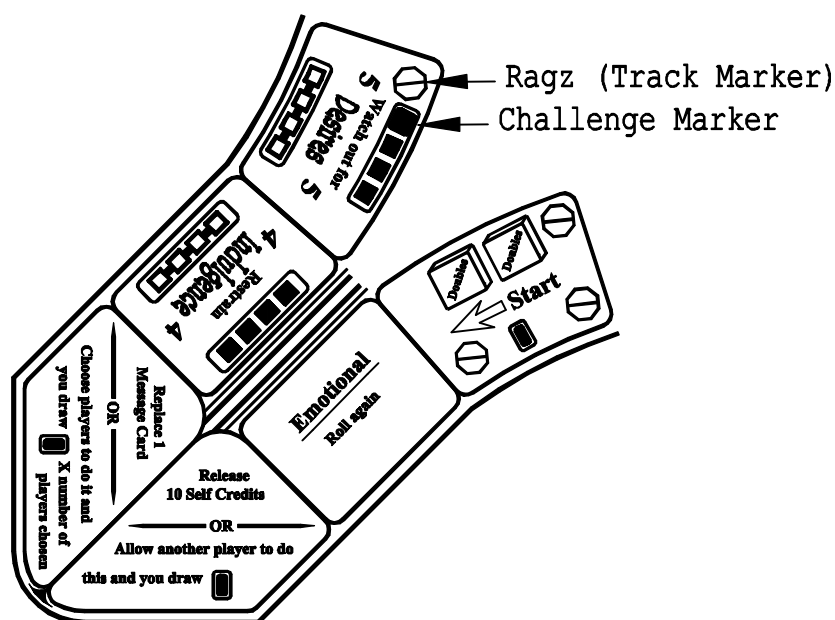 Ragz (Track Marker)
Challenge Marker
5 Watch out for 5
Desires
4 Indulgence 4
Restrain
Doubles
Doubles
Start
Emotional
Roll again
Replace 1
Message Card
OR
Choose players to do it and
you draw X number of
players chosen
Release
10 Self Credits
OR
Allow another player to do
this and you draw